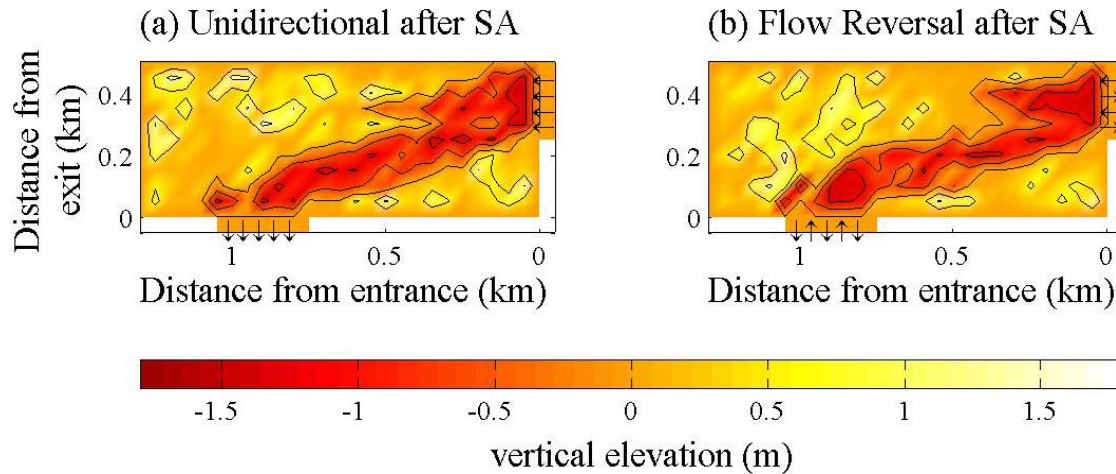 (a) Unidirectional after SA
(b) Flow Reversal after SA
Distance from
exit (km)
0.4
0.2
0
1
0.5
0
Distance from entrance (km)
0.4
0.2
0
1
0.5
0
Distance from entrance (km)
-1.5
-1
-0.5
0
0.5
1
1.5
vertical elevation (m)